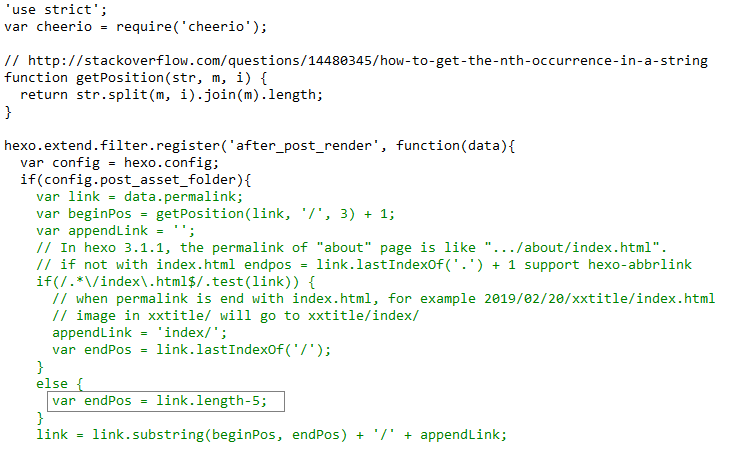 'use strict';
var cheerio = require('cheerio');

// http://stackoverflow.com/questions/14480345/how-to-get-the-nth-occurrence-in-a-string
function getPosition(str, m, i) {
  return str.split(m, i).join(m).length;
}

hexo.extend.filter.register('after_post_render', function(data){
  var config = hexo.config;
  if(config.post_asset_folder){
    var link = data.permalink;
    var beginPos = getPosition(link, '/', 3) + 1;
    var appendLink = '';
    // In hexo 3.1.1, the permalink of "about" page is like ".../about/index.html".
    // if not with index.html endpos = link.lastIndexOf('.') + 1 support hexo-abbrlink
    if(/.*\/index\.html$/.test(link)) {
      // when permalink is end with index.html, for example 2019/02/20/xxtitle/index.html
      // image in xxtitle/ will go to xxtitle/index/
      appendLink = 'index/';
      var endPos = link.lastIndexOf('/');
    }
    else {
      var endPos = link.length-5;
    }
    link = link.substring(beginPos, endPos) + '/' + appendLink;